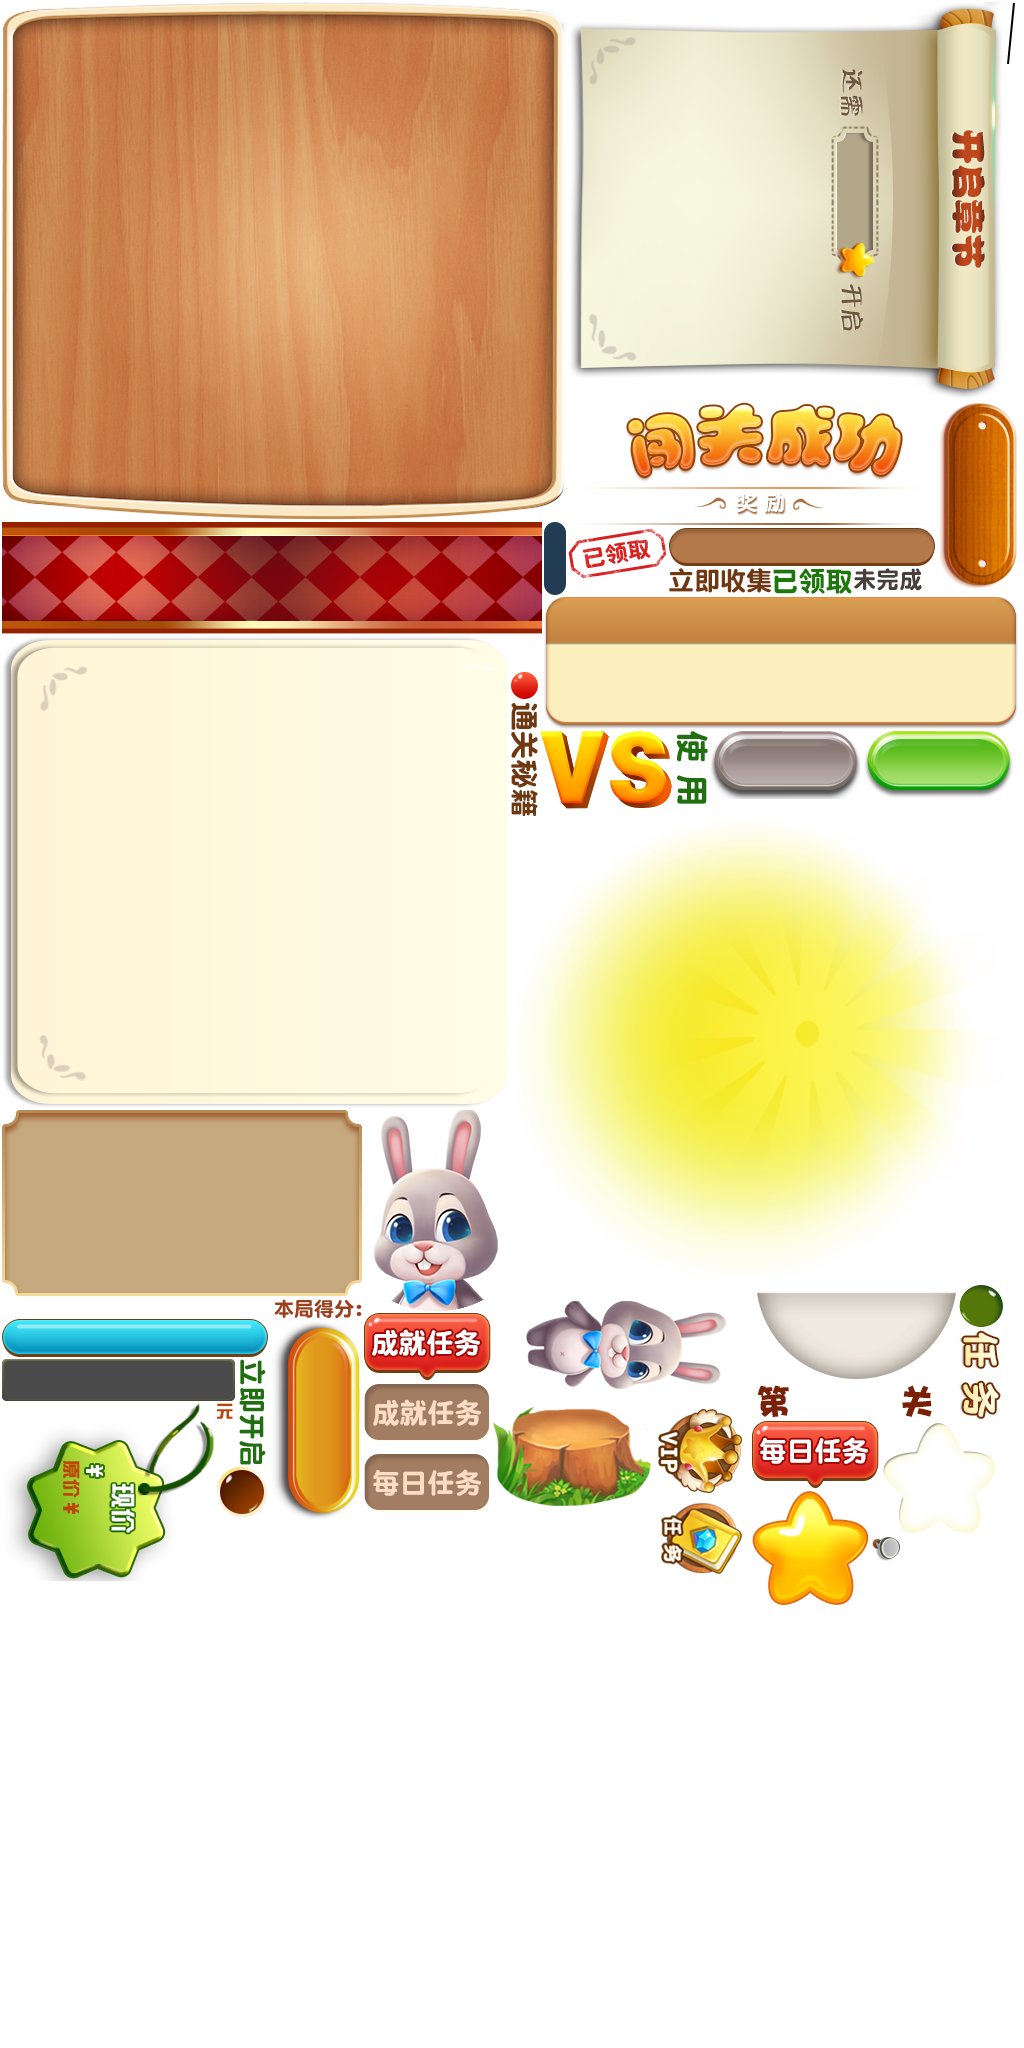 还需
开启
开启章节
闯关成功
奖励
已领取
立即收集
已领取
未完成
通关秘籍
VS
使用
本局得分：
成就任务
成就任务
每日任务
立即开启
元
现价
¥
原价 ¥
任务
第
关
VIP
每日任务
任务